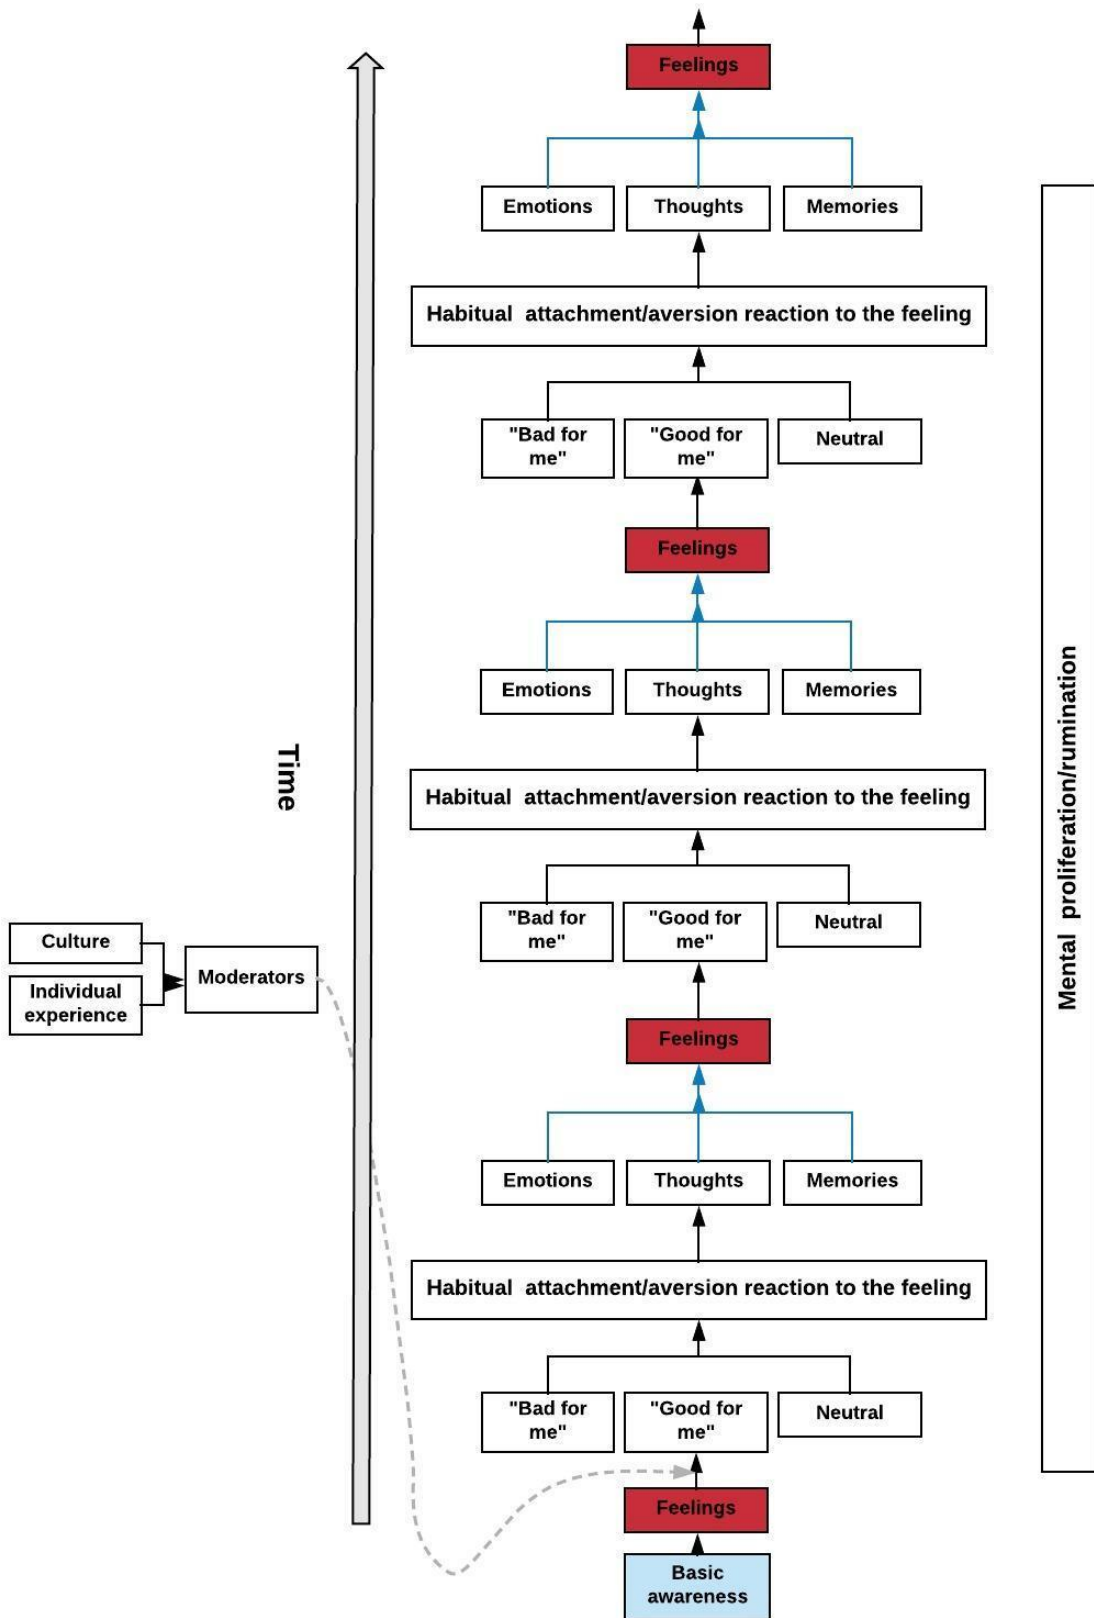 Feelings
Emotions
Thoughts
Memories
Habitual attachment/aversion reaction to the feeling
"Bad for
me"
"Good for
me"
Neutral
Feelings
Emotions
Thoughts
Memories
Habitual attachment/aversion reaction to the feeling
"Bad for
me"
"Good for
me"
Neutral
Feelings
Emotions
Thoughts
Memories
Habitual attachment/aversion reaction to the feeling
"Bad for
me"
"Good for
me"
Neutral
Feelings
Basic
awareness
Time
Culture
Individual
experience
Moderators
Mental proliferation/rumination